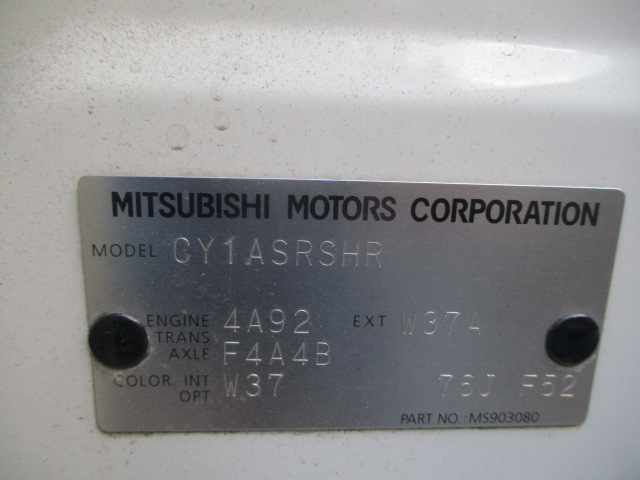 MITSUBISHI MOTORS CORPORATION
MODEL CY1ASRSHR
ENGINE 4A92 EXT W37A
TRANS
AXLE F4A4B
COLOR. INT W37 76J F52
OPT
PART NO.: MS903080